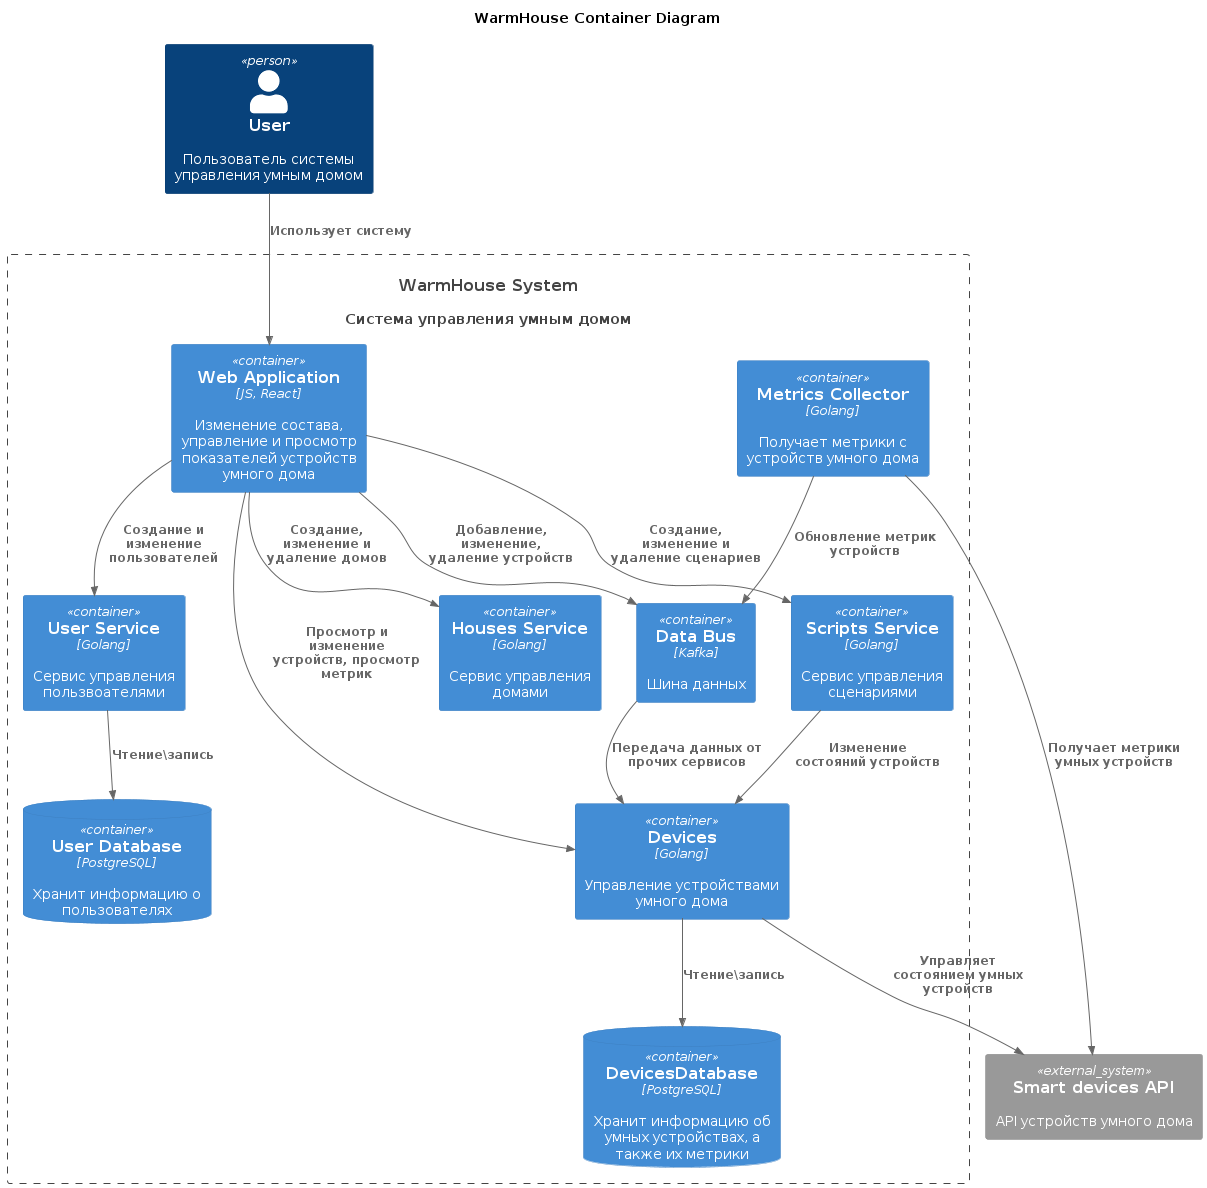 WarmHouse Container Diagram
«person»
User
Пользователь системы
управления умным домом
Использует систему
WarmHouse System
Система управления умным домом
«container»
Web Application
[JS, React]
Изменение состава,
управление и просмотр
показателей устройств
умного дома
«container»
Metrics Collector
[Golang]
Получает метрики с
устройств умного дома
Создание и
изменение
пользователей
Создание,
изменение и
удаление домов
Добавление,
изменение,
удаление устройств
Создание,
изменение и
удаление сценариев
Обновление метрик
устройств
Просмотр и
изменение
устройств, просмотр
метрик
«container»
User Service
[Golang]
Сервис управления
пользвоателями
«container»
Houses Service
[Golang]
Сервис управления
домами
«container»
Data Bus
[Kafka]
Шина данных
«container»
Scripts Service
[Golang]
Сервис управления
сценариями
Чтение\запись
Передача данных от
прочих сервисов
Изменение
состояний устройств
Получает метрики
умных устройств
«container»
User Database
[PostgreSQL]
Хранит информацию о
пользователях
«container»
Devices
[Golang]
Управление устройствами
умного дома
Чтение\запись
Управляет
состоянием умных
устройств
«container»
DevicesDatabase
[PostgreSQL]
Хранит информацию об
умных устройствах, а
также их метрики
«external_system»
Smart devices API
API устройств умного дома